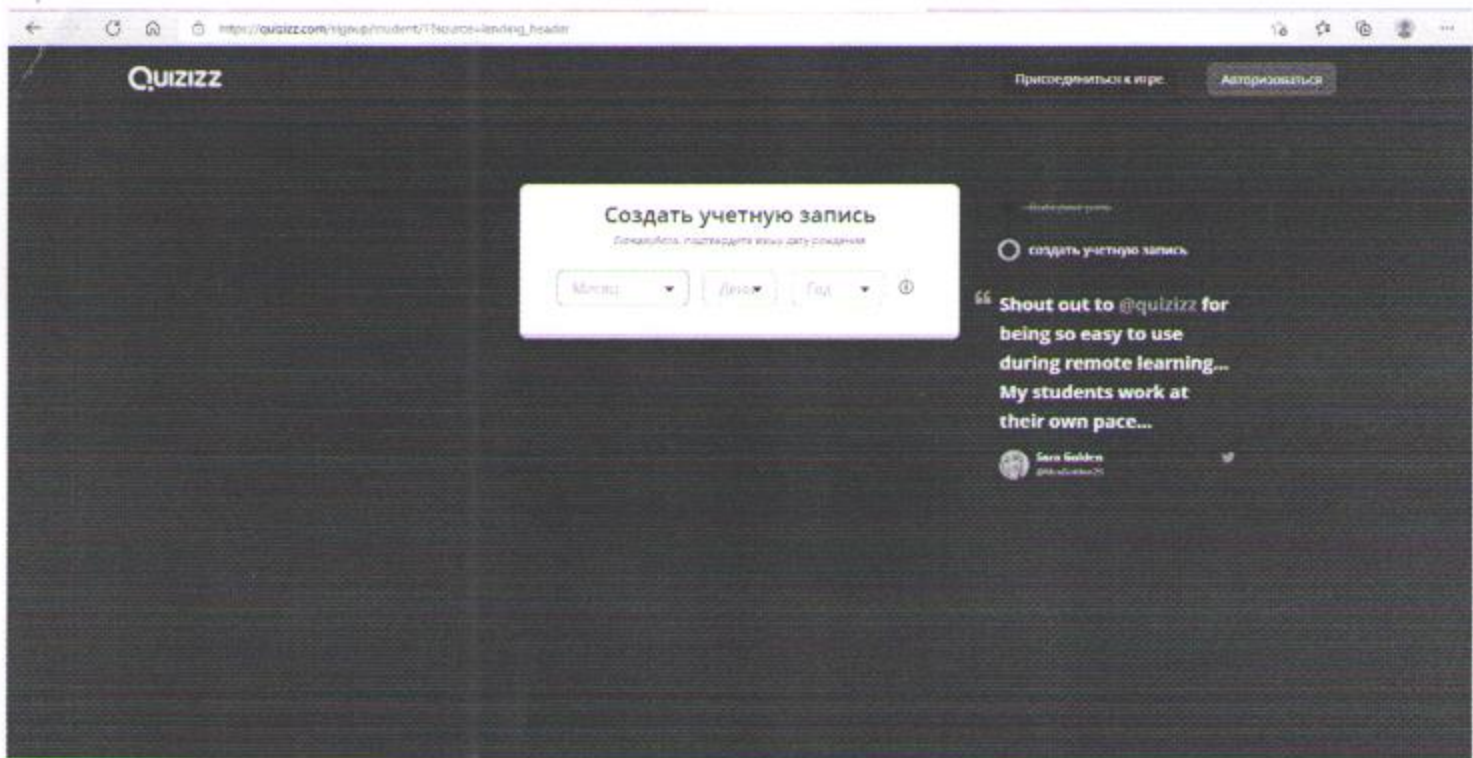 https://quizizz.com/signup/student/1?source=landing_header
Quizizz
Присоединиться к игре
Авторизоваться
Создать учетную запись
Пожалуйста, подтвердите вашу дату рождения
Месяц
День
Год
создать учетную запись
“ Shout out to @quizizz for
being so easy to use
during remote learning...
My students work at
their own pace...
Sara Golden